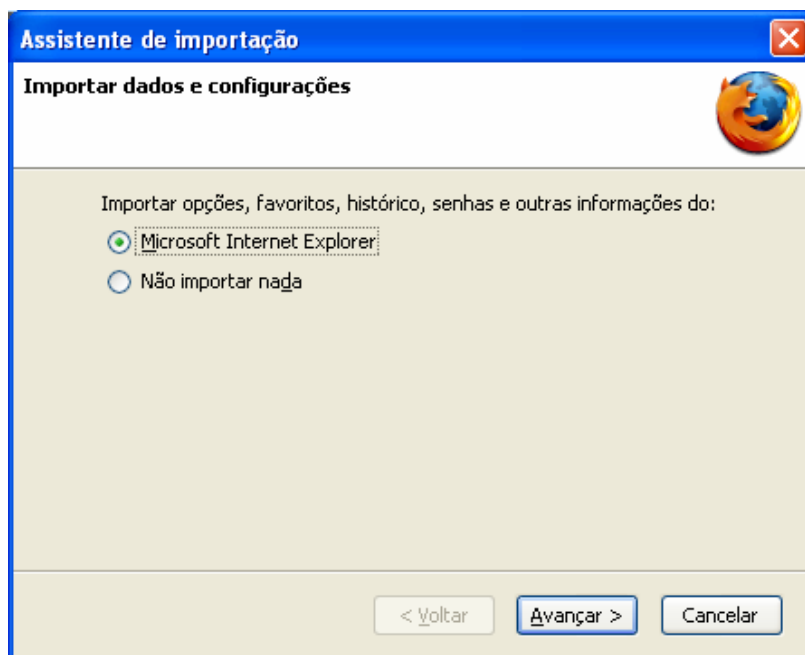 Assistente de importação
Importar dados e configurações
Importar opções, favoritos, histórico, senhas e outras informações do:
Microsoft Internet Explorer
Não importar nada
< Voltar Avançar > Cancelar